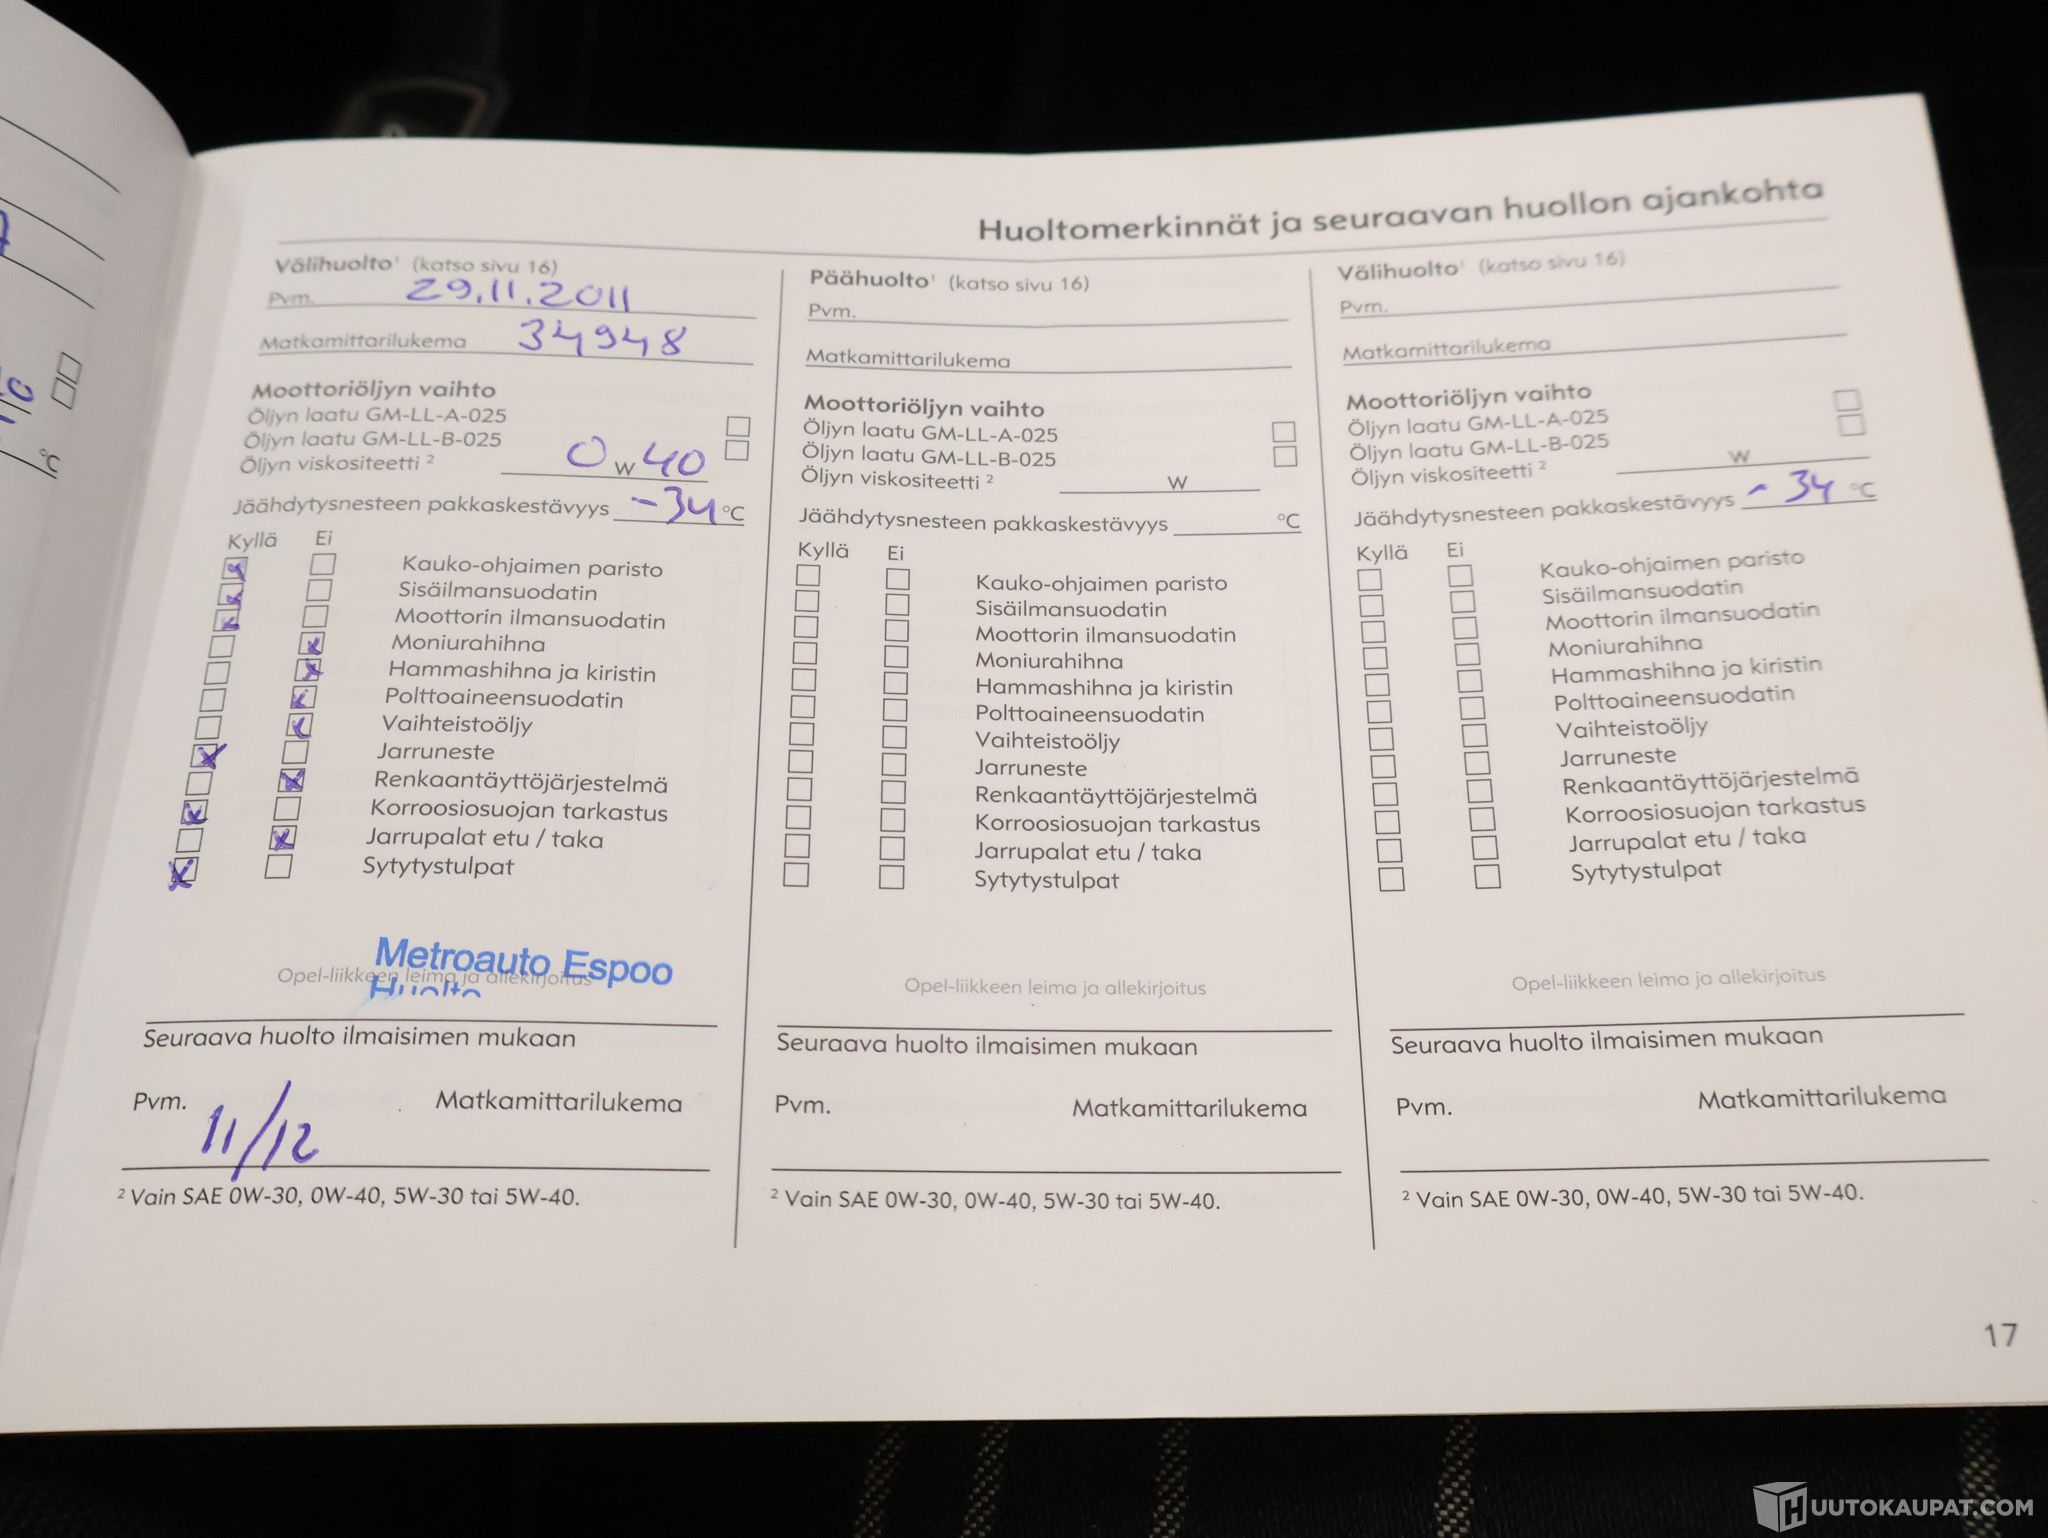 Huoltomerkinnät ja seuraavan huollon ajankohta
Välihuolto¹ (katso sivu 16)
Pvm. 29.11.2011
Matkamittarilukema 34948
Moottoriöljyn vaihto
Öljyn laatu GM-LL-A-025
Öljyn laatu GM-LL-B-025
Öljyn viskositeetti ² 0 W 40
Jäähdytysnesteen pakkaskestävyys -34 °C
Kyllä Ei
Kauko-ohjaimen paristo
Sisäilmansuodatin
Moottorin ilmansuodatin
Moniurahihna
Hammashihna ja kiristin
Polttoaineensuodatin
Vaihteistoöljy
Jarruneste
Renkaantäyttöjärjestelmä
Korroosiosuojan tarkastus
Jarrupalat etu / taka
Sytytystulpat
Metroauto Espoo
Huolto
Opel-liikkeen leima ja allekirjoitus
Seuraava huolto ilmaisimen mukaan
Pvm. 11/12 Matkamittarilukema
² Vain SAE 0W-30, 0W-40, 5W-30 tai 5W-40.
Päähuolto¹ (katso sivu 16)
Pvm.
Matkamittarilukema
Moottoriöljyn vaihto
Öljyn laatu GM-LL-A-025
Öljyn laatu GM-LL-B-025
Öljyn viskositeetti ² W
Jäähdytysnesteen pakkaskestävyys °C
Kyllä Ei
Kauko-ohjaimen paristo
Sisäilmansuodatin
Moottorin ilmansuodatin
Moniurahihna
Hammashihna ja kiristin
Polttoaineensuodatin
Vaihteistoöljy
Jarruneste
Renkaantäyttöjärjestelmä
Korroosiosuojan tarkastus
Jarrupalat etu / taka
Sytytystulpat
Opel-liikkeen leima ja allekirjoitus
Seuraava huolto ilmaisimen mukaan
Pvm. Matkamittarilukema
² Vain SAE 0W-30, 0W-40, 5W-30 tai 5W-40.
Välihuolto¹ (katso sivu 16)
Pvm.
Matkamittarilukema
Moottoriöljyn vaihto
Öljyn laatu GM-LL-A-025
Öljyn laatu GM-LL-B-025
Öljyn viskositeetti ² W
Jäähdytysnesteen pakkaskestävyys - 34 °C
Kyllä Ei
Kauko-ohjaimen paristo
Sisäilmansuodatin
Moottorin ilmansuodatin
Moniurahihna
Hammashihna ja kiristin
Polttoaineensuodatin
Vaihteistoöljy
Jarruneste
Renkaantäyttöjärjestelmä
Korroosiosuojan tarkastus
Jarrupalat etu / taka
Sytytystulpat
Opel-liikkeen leima ja allekirjoitus
Seuraava huolto ilmaisimen mukaan
Pvm. Matkamittarilukema
² Vain SAE 0W-30, 0W-40, 5W-30 tai 5W-40.
17
°C
HUUTOKAUPAT.COM